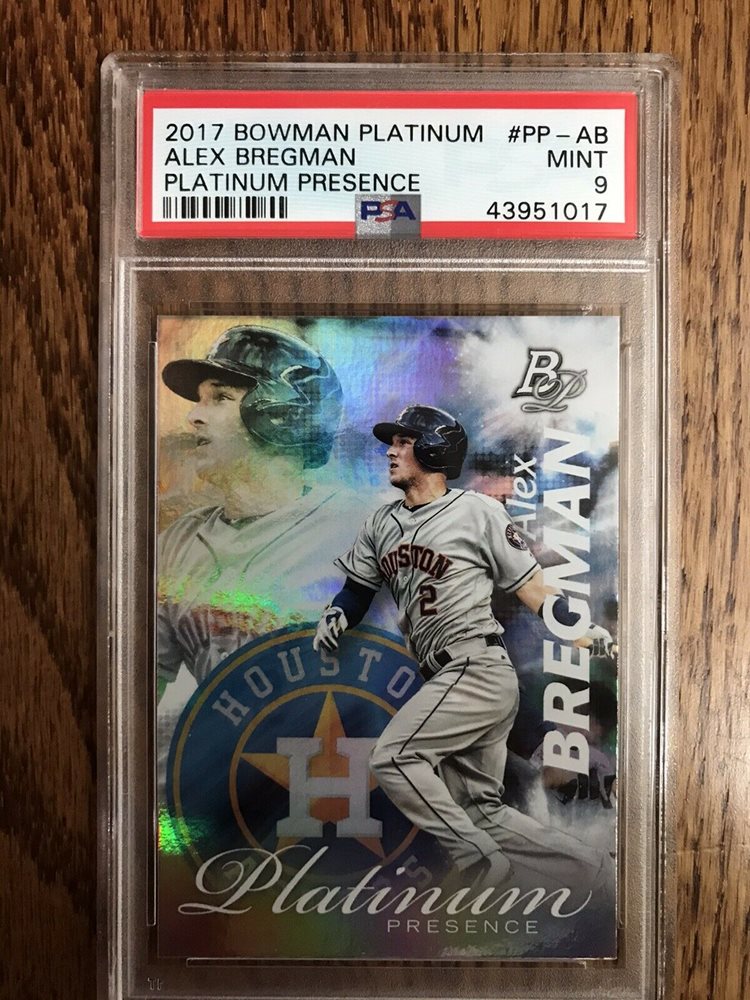 2017 BOWMAN PLATINUM #PP-AB
ALEX BREGMAN MINT
PLATINUM PRESENCE 9
PSA 43951017
BP
Alex
BREGMAN
HOUSTON
2
HOUSTO
H
Platinum
PRESENCE